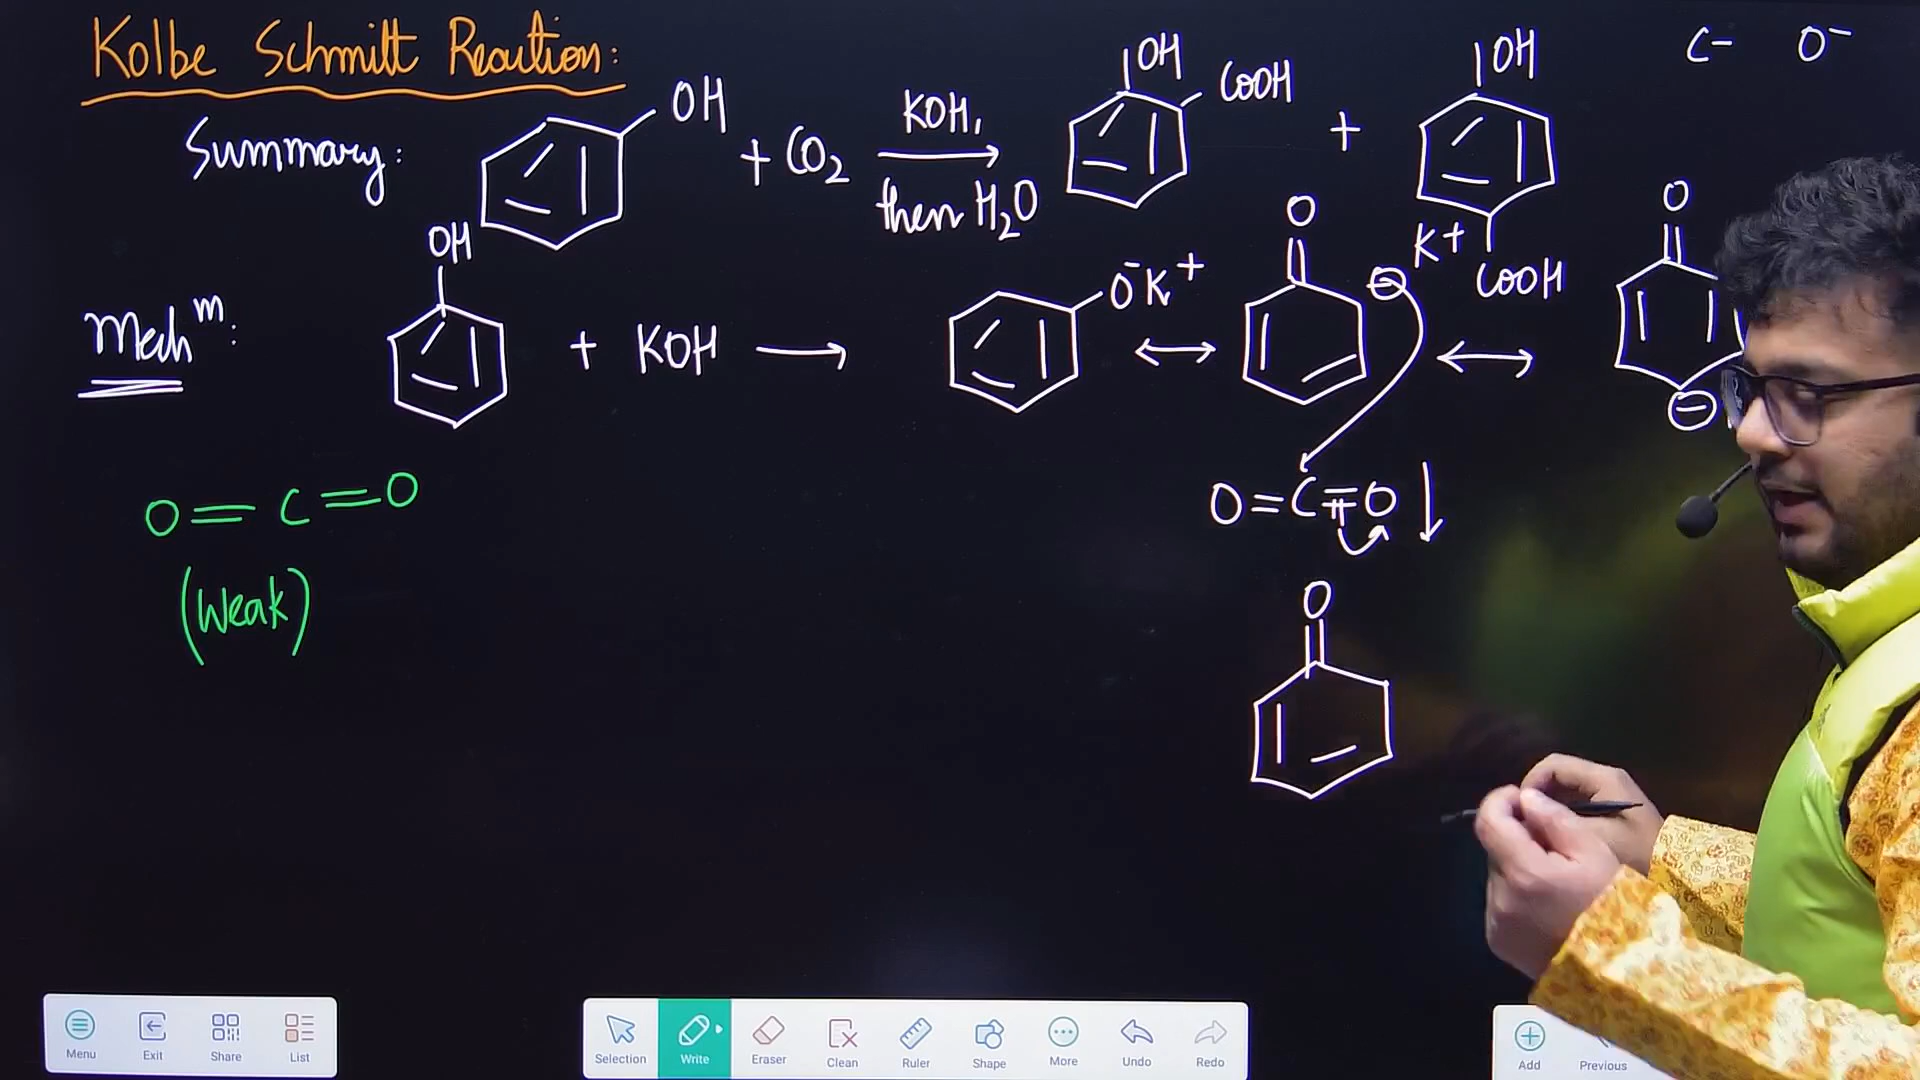 Kolbe Schmitt Reaction:
C- O-
Summary: OH + CO2 KOH, then H2O OH COOH + OH COOH
Mech^m: OH + KOH O-K+ O ⊖ K+ O ⊖
O=C=O O=C=O
(Weak)
O
Menu Exit Share List Selection Write Eraser Clean Ruler Shape More Undo Redo Add Previous